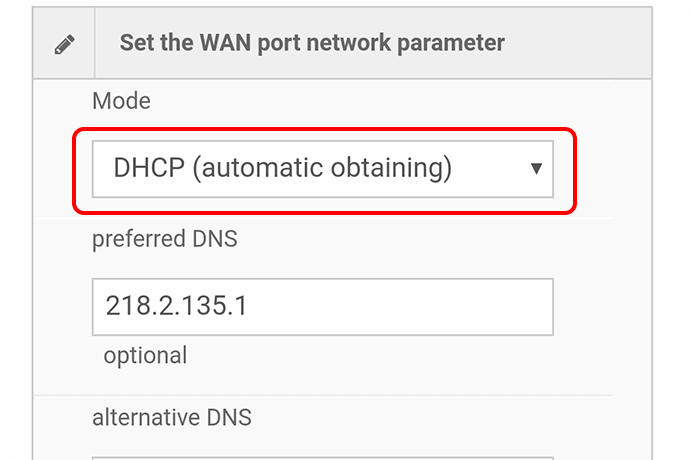 Set the WAN port network parameter
Mode
DHCP (automatic obtaining)
preferred DNS
218.2.135.1
optional
alternative DNS